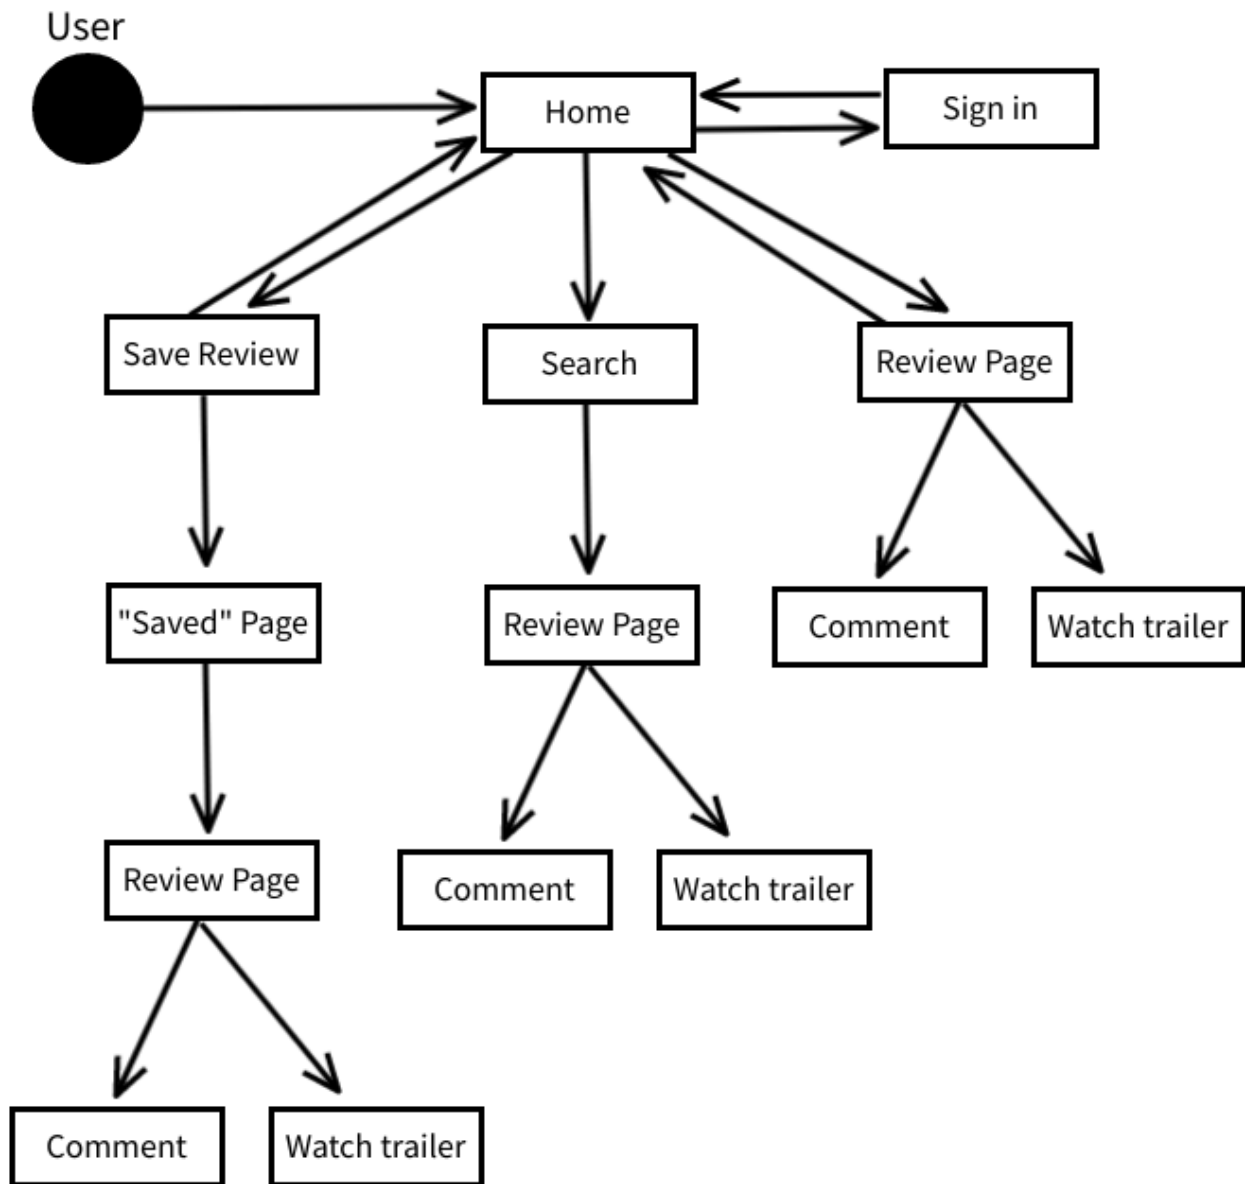 User
Home
Sign in
Save Review
Search
Review Page
"Saved" Page
Review Page
Comment
Watch trailer
Review Page
Comment
Watch trailer
Comment
Watch trailer